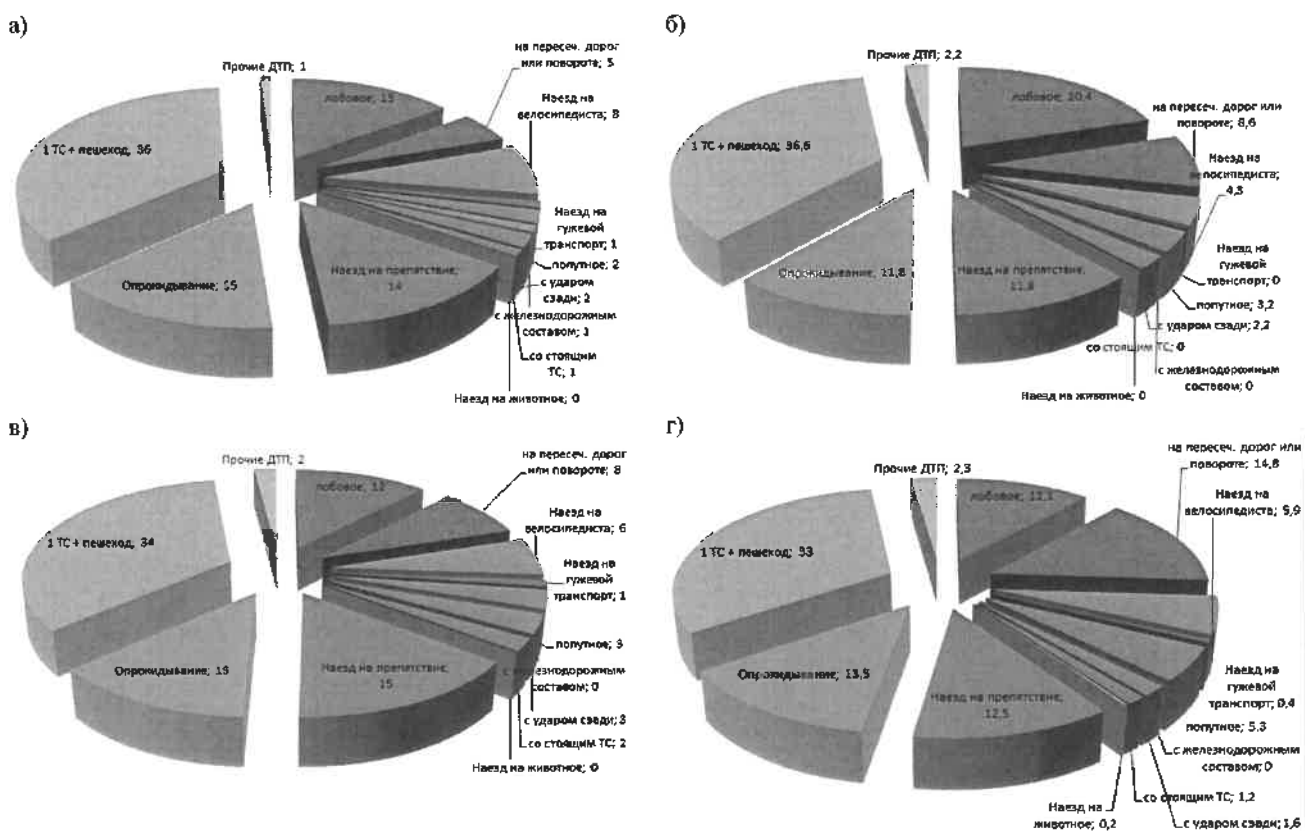 а)
Прочие ДТП; 1
лобовое; 15
на пересеч. дорог
или повороте; 5
Наезд на
велосипедиста; 8
1 ТС + пешеход; 36
Наезд на
гужевой
транспорт; 1
попутное; 2
с ударом
сзади; 2
с железнодорожным
составом; 1
со стоящим
ТС; 1
Наезд на животное; 0
Наезд на препятствие;
14
Опрокидывание; 15
б)
Прочие ДТП; 2,2
лобовое; 20,4
на пересеч. дорог или
повороте; 8,6
Наезд на
велосипедиста;
4,3
1 ТС + пешеход; 36,6
Наезд на
гужевой
транспорт; 0
попутное; 3,2
с ударом сзади; 2,2
со стоящим ТС; 0
с железнодорожным
составом; 0
Наезд на животное; 0
Наезд на препятствие;
11,8
Опрокидывание; 11,8
в)
Прочие ДТП; 2
лобовое; 12
на пересеч. дорог
или повороте; 8
Наезд на
велосипедиста; 6
1 ТС + пешеход; 34
Наезд на
гужевой
транспорт; 1
попутное; 3
с железнодорожным
составом; 0
с ударом сзади; 3
со стоящим ТС; 2
Наезд на животное; 0
Наезд на препятствие;
15
Опрокидывание;
г)
Прочие ДТП; 2,3
лобовое;
на пересеч. дорог или
повороте; 14,8
Наезд на
велосипедиста; 5,9
1 ТС + пешеход; 33
Наезд на
гужевой
транспорт; 0,4
попутное; 5,3
с железнодорожным
составом; 0
со стоящим ТС; 1,2
с ударом сзади; 1,6
Наезд на
животное; 0,2
Наезд на препятствие;
12,5
Опрокидывание; 13,5